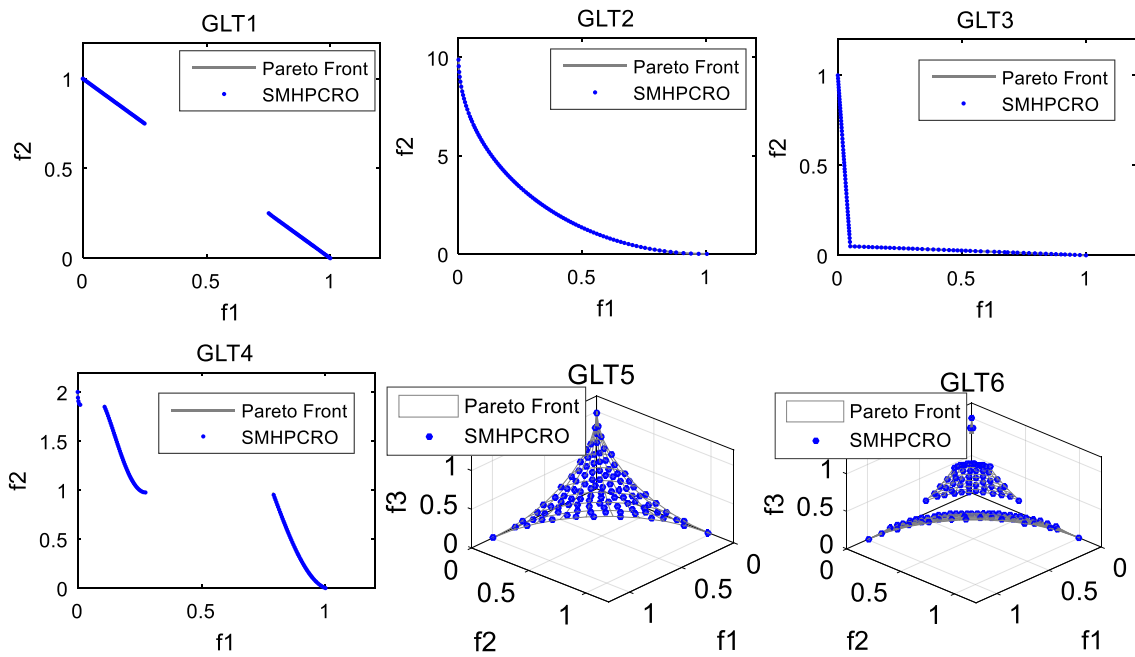 GLT1
Pareto Front
SMHPCRO
1
0.5
0
0
0.5
1
f2
f1
GLT2
Pareto Front
SMHPCRO
10
5
0
0
0.5
1
f2
f1
GLT3
Pareto Front
SMHPCRO
1
0.5
0
0
0.5
1
f2
f1
GLT4
Pareto Front
SMHPCRO
2
1.5
1
0.5
0
0
0.5
1
f2
f1
GLT5
Pareto Front
SMHPCRO
1
0.5
0
f3
0
0.5
1
f2
1
0.5
0
f1
GLT6
Pareto Front
SMHPCRO
1
0.5
0
f3
0
0.5
1
f2
1
0.5
0
f1